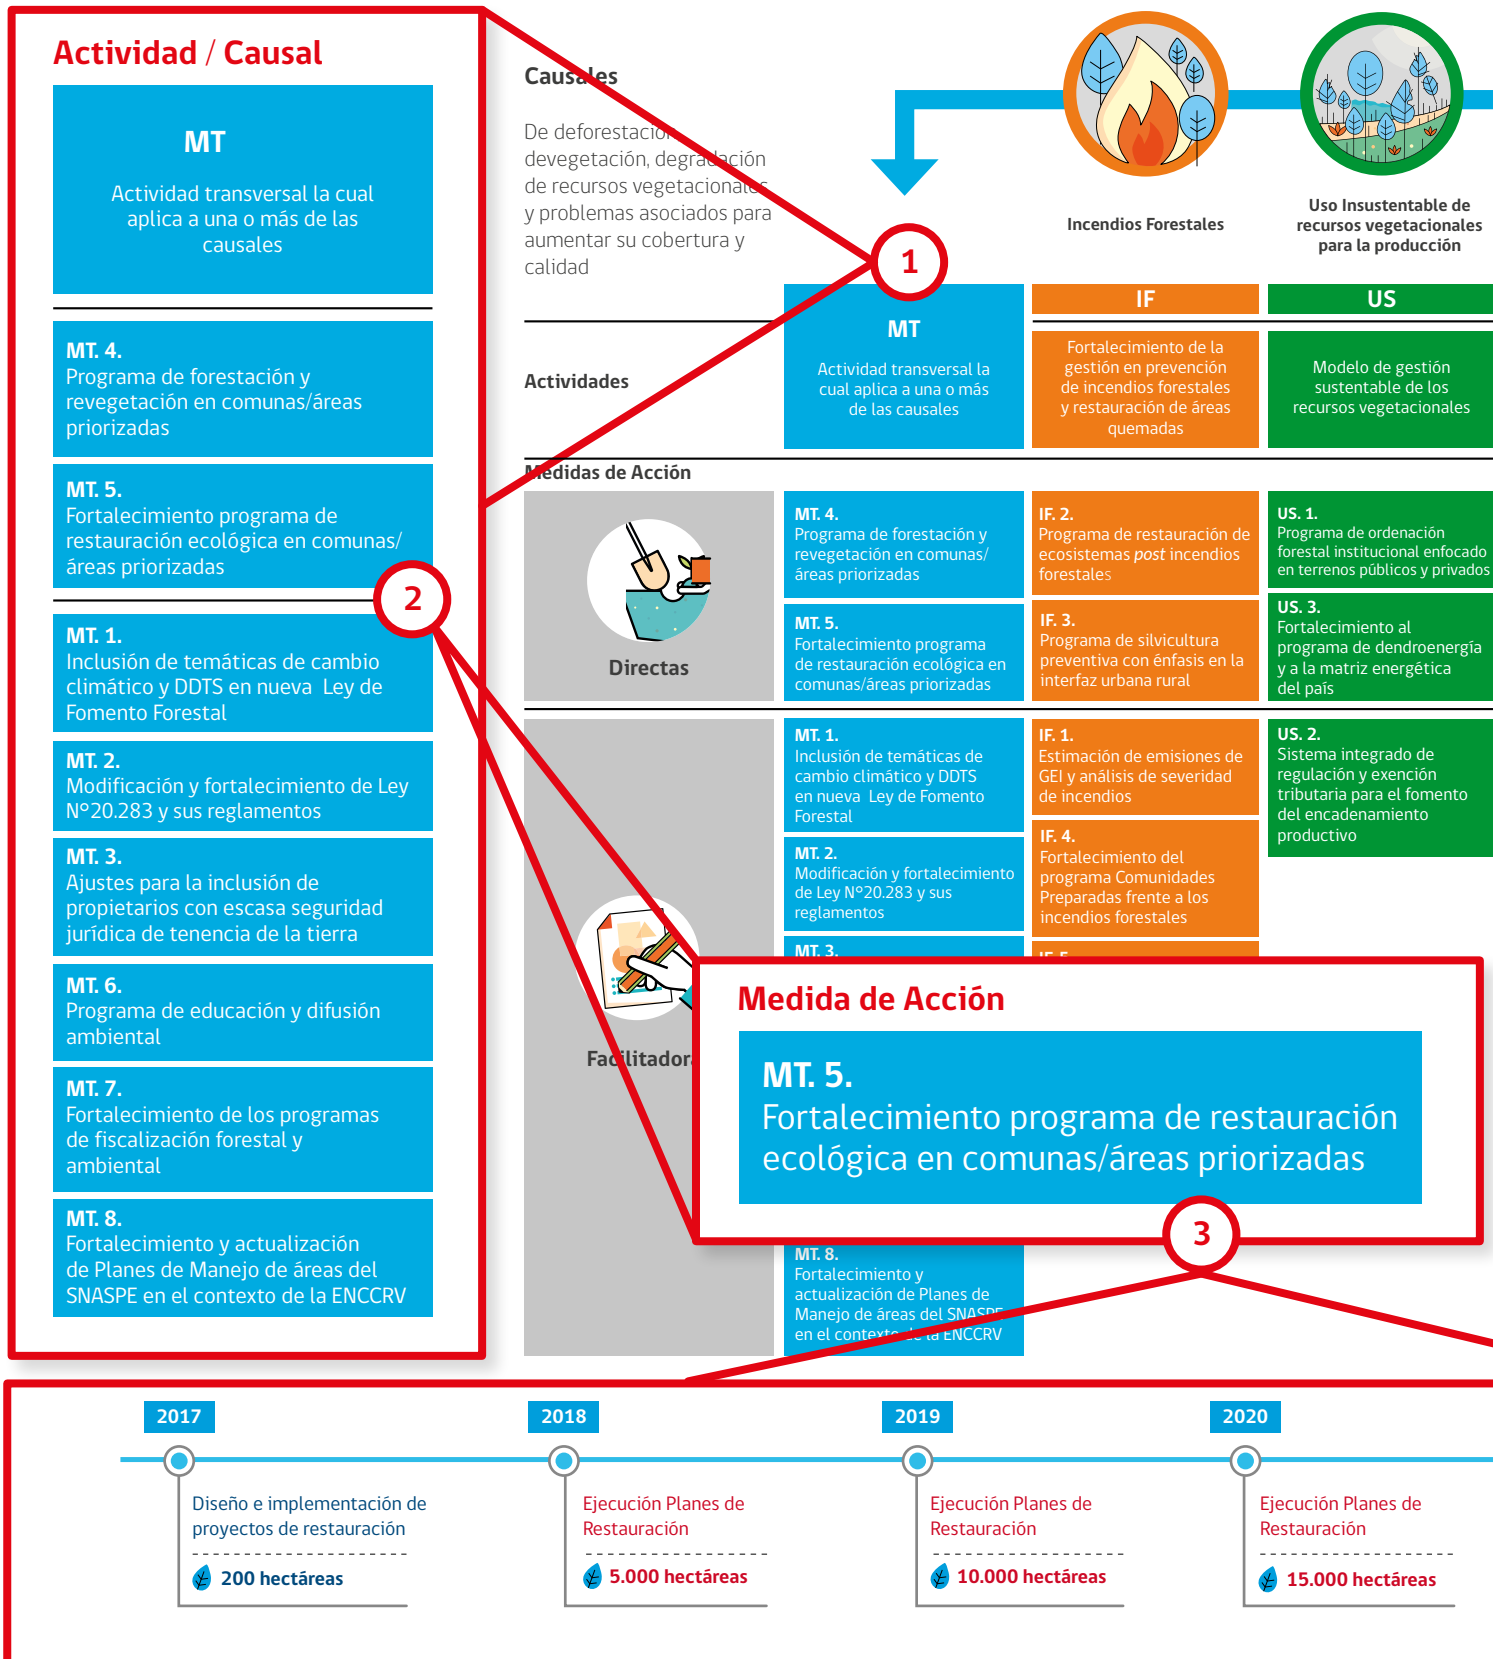 Actividad / Causal
MT
Actividad transversal la cual
aplica a una o más de las
causales
MT. 4.
Programa de forestación y
revegetación en comunas/áreas
priorizadas
MT. 5.
Fortalecimiento programa de
restauración ecológica en comunas/
áreas priorizadas
2
MT. 1.
Inclusión de temáticas de cambio
climático y DDTS en nueva Ley de
Fomento Forestal
MT. 2.
Modificación y fortalecimiento de Ley
Nº20.283 y sus reglamentos
MT. 3.
Ajustes para la inclusión de
propietarios con escasa seguridad
jurídica de tenencia de la tierra
MT. 6.
Programa de educación y difusión
ambiental
MT. 7.
Fortalecimiento de los programas
de fiscalización forestal y
ambiental
MT. 8.
Fortalecimiento y actualización
de Planes de Manejo de áreas del
SNASPE en el contexto de la ENCCRV
Causales
De deforestación,
devegetación, degradación
de recursos vegetacionales
y problemas asociados para
aumentar su cobertura y
calidad
1
Incendios Forestales
Uso Insustentable de
recursos vegetacionales
para la producción
Actividades
MT
Actividad transversal la
cual aplica a una o más
de las causales
IF
Fortalecimiento de la
gestión en prevención
de incendios forestales
y restauración de áreas
quemadas
US
Modelo de gestión
sustentable de los
recursos vegetacionales
Medidas de Acción
Directas
MT. 4.
Programa de forestación y
revegetación en comunas/
áreas priorizadas
MT. 5.
Fortalecimiento programa
de restauración ecológica en
comunas/áreas priorizadas
IF. 2.
Programa de restauración de
ecosistemas post incendios
forestales
IF. 3.
Programa de silvicultura
preventiva con énfasis en la
interfaz urbana rural
US. 1.
Programa de ordenación
forestal institucional enfocado
en terrenos públicos y privados
US. 3.
Fortalecimiento al
programa de dendroenergía
y a la matriz energética
del país
Facilitadora
MT. 1.
Inclusión de temáticas de
cambio climático y DDTS
en nueva Ley de Fomento
Forestal
MT. 2.
Modificación y fortalecimiento
de Ley Nº20.283 y sus
reglamentos
MT. 3.
IF. 1.
Estimación de emisiones de
GEI y análisis de severidad
de incendios
IF. 4.
Fortalecimiento del
programa Comunidades
Preparadas frente a los
incendios forestales
IF. 5.
US. 2.
Sistema integrado de
regulación y exención
tributaria para el fomento
del encadenamiento
productivo
Medida de Acción
MT. 5.
Fortalecimiento programa de restauración
ecológica en comunas/áreas priorizadas
3
MT. 8.
Fortalecimiento y
actualización de Planes de
Manejo de áreas del SNASPE
en el contexto de la ENCCRV
2017
Diseño e implementación de
proyectos de restauración
200 hectáreas
2018
Ejecución Planes de
Restauración
5.000 hectáreas
2019
Ejecución Planes de
Restauración
10.000 hectáreas
2020
Ejecución Planes de
Restauración
15.000 hectáreas